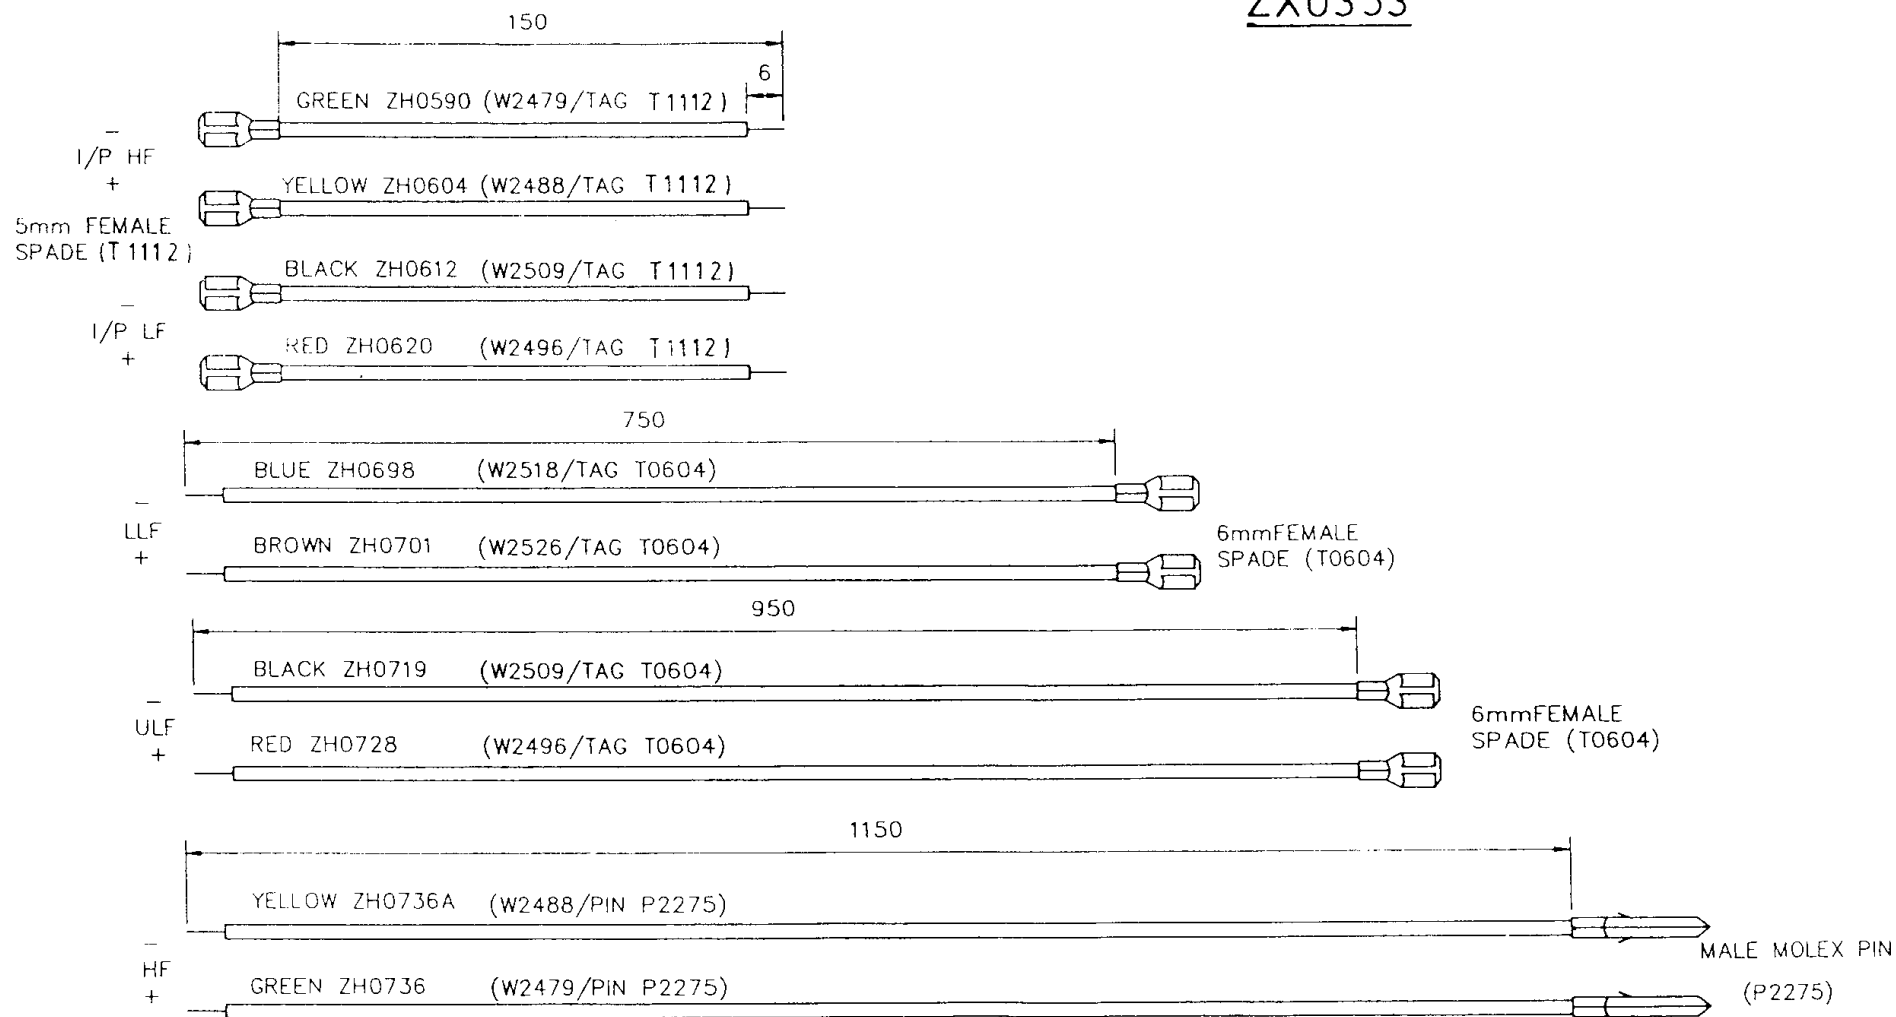 ZX0353
150
6
GREEN ZH0590 (W2479/TAG T1112)
–
I/P HF
+
YELLOW ZH0604 (W2488/TAG T1112)
5mm FEMALE
SPADE (T1112)
BLACK ZH0612 (W2509/TAG T1112)
–
I/P LF
+
RED ZH0620 (W2496/TAG T1112)
750
BLUE ZH0698 (W2518/TAG T0604)
–
LLF
+
BROWN ZH0701 (W2526/TAG T0604)
6mmFEMALE
SPADE (T0604)
950
BLACK ZH0719 (W2509/TAG T0604)
–
ULF
+
RED ZH0728 (W2496/TAG T0604)
6mmFEMALE
SPADE (T0604)
1150
YELLOW ZH0736A (W2488/PIN P2275)
–
HF
+
GREEN ZH0736 (W2479/PIN P2275)
MALE MOLEX PIN
(P2275)